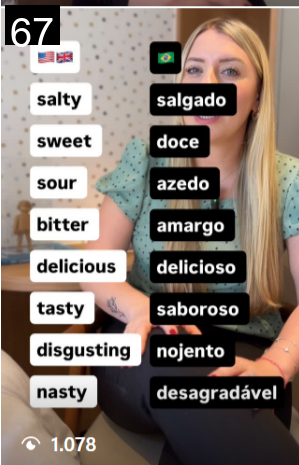 67
salty salgado
sweet doce
sour azedo
bitter amargo
delicious delicioso
tasty saboroso
disgusting nojento
nasty desagradável
1.078